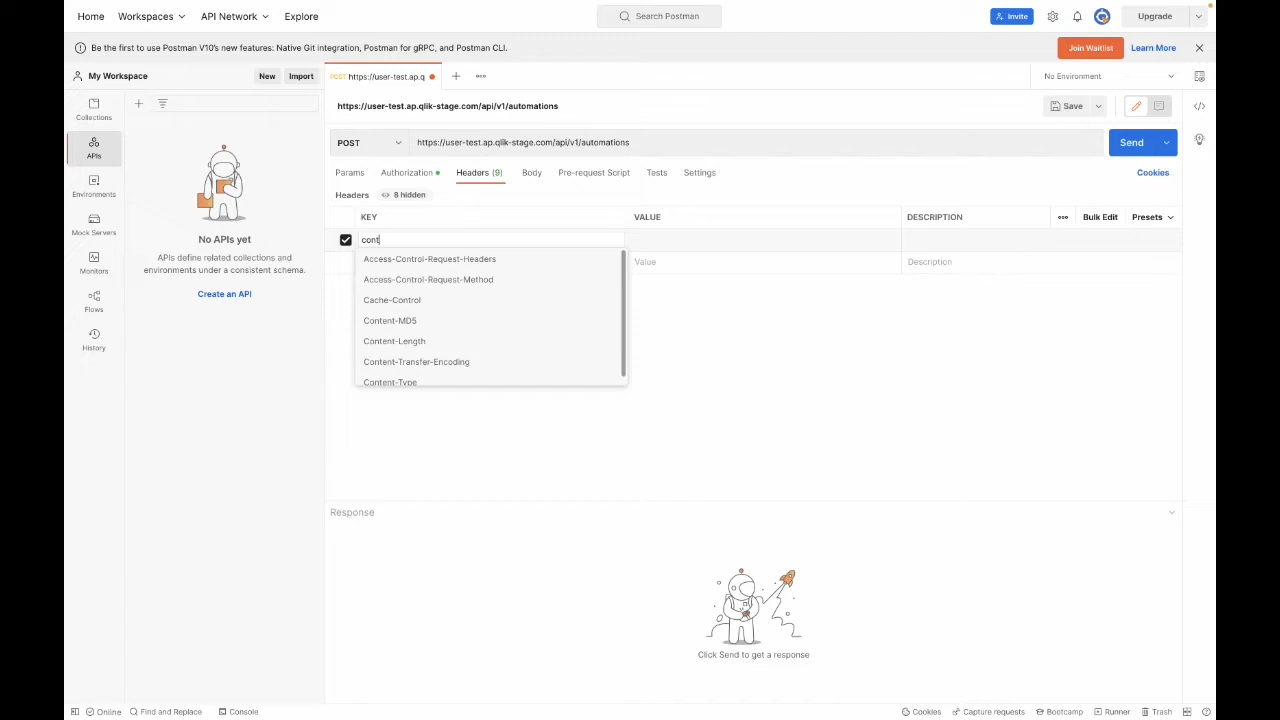 Home Workspaces API Network Explore Search Postman Invite Upgrade
Be the first to use Postman V10's new features: Native Git integration, Postman for gRPC, and Postman CLI. Join Waitlist Learn More
My Workspace New Import POST https://user-test.ap.q No Environment
Collections
APIs
Environments
Mock Servers
Monitors
Flows
History
No APIs yet
APIs define related collections and
environments under a consistent schema.
Create an API
https://user-test.ap.qlik-stage.com/api/v1/automations Save
POST https://user-test.ap.qlik-stage.com/api/v1/automations Send
Params Authorization Headers (9) Body Pre-request Script Tests Settings Cookies
Headers 8 hidden
KEY VALUE DESCRIPTION Bulk Edit Presets
cont
Value Description
Access-Control-Request-Headers
Access-Control-Request-Method
Cache-Control
Content-MD5
Content-Length
Content-Transfer-Encoding
Content-Type
Response
Click Send to get a response
Online Find and Replace Console Cookies Capture requests Bootcamp Runner Trash